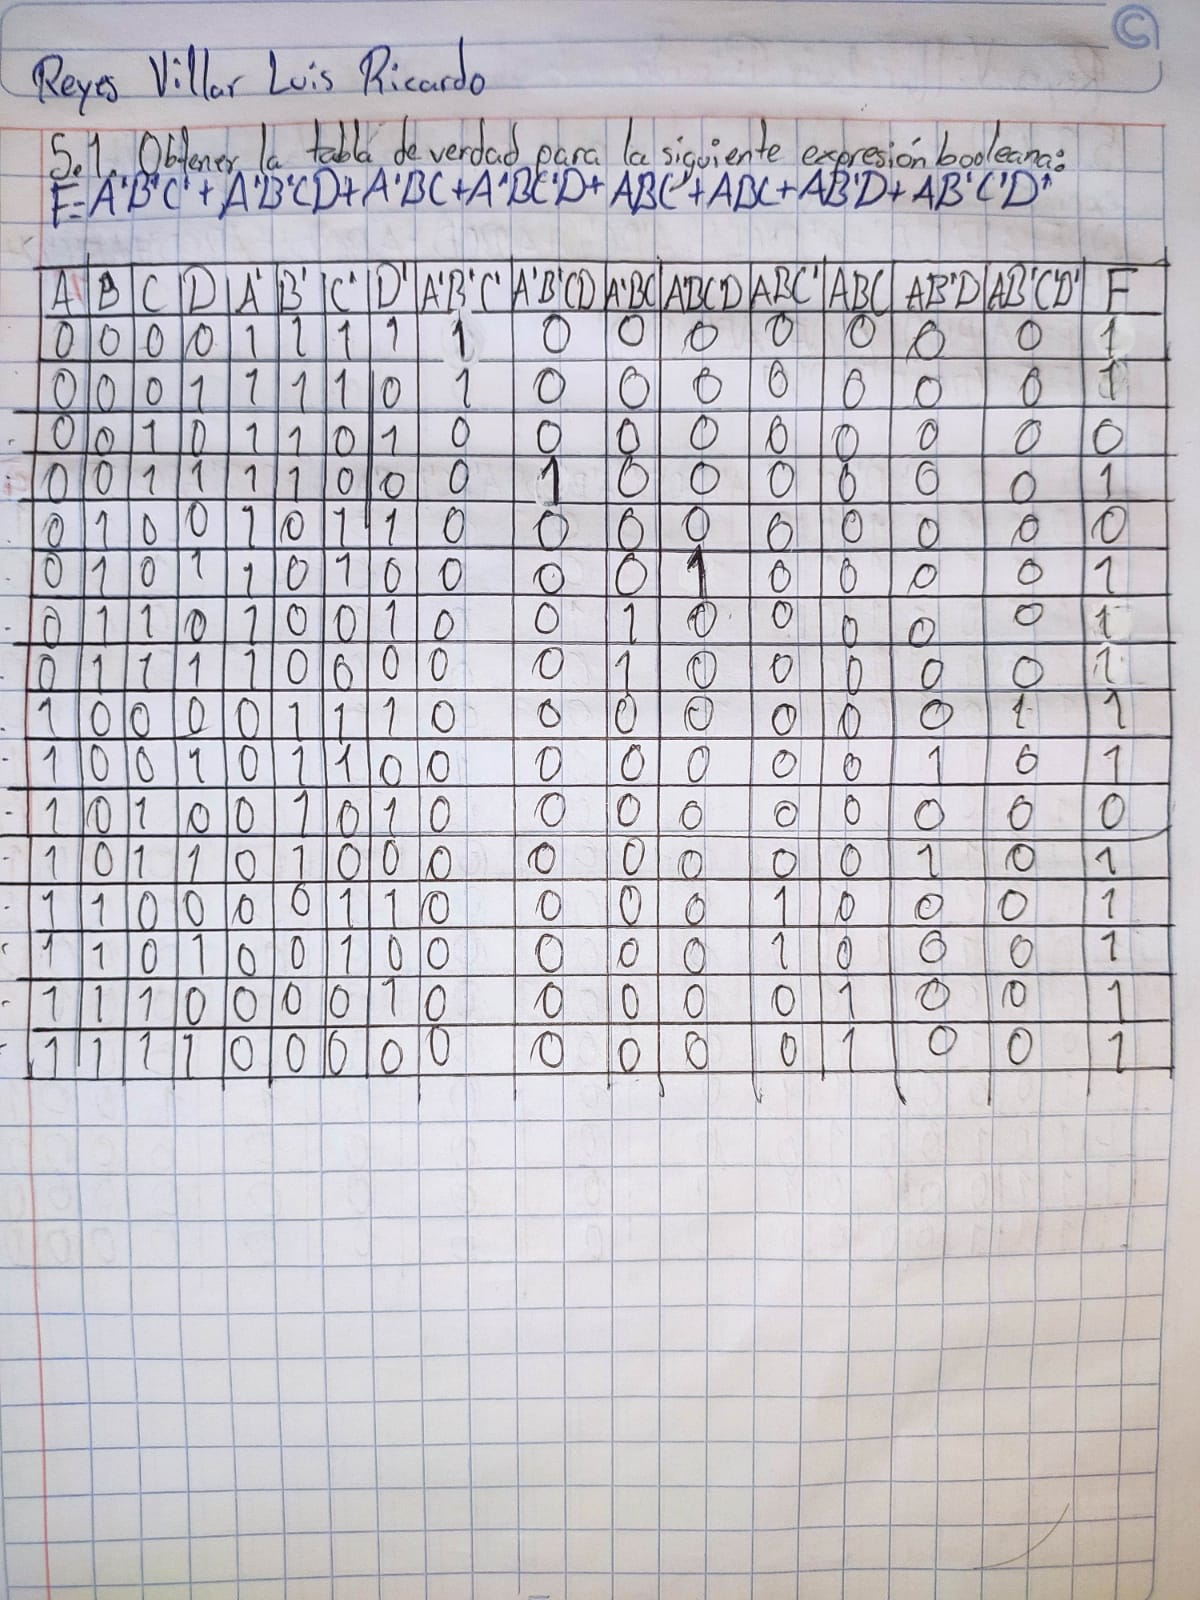 Reyes Villar Luis Ricardo
5.1. Obtener la tabla de verdad para la siguiente expresión booleana:
F=A'B'C'+A'B'CD+A'BC+A'BC'D+ABC'+ABC+AB'D+AB'C'D'
A B C D A' B' C' D' A'B'C' A'B'CD A'BC A'BC'D ABC' ABC AB'D AB'C'D' F
0 0 0 0 1 1 1 1 1 0 0 0 0 0 0 0 1
0 0 0 1 1 1 1 0 1 0 0 0 0 0 0 0 1
0 0 1 0 1 1 0 1 0 0 0 0 0 0 0 0 0
0 0 1 1 1 1 0 0 0 1 0 0 0 0 0 0 1
0 1 0 0 1 0 1 1 0 0 0 0 0 0 0 0 0
0 1 0 1 1 0 1 0 0 0 0 1 0 0 0 0 1
0 1 1 0 1 0 0 1 0 0 1 0 0 0 0 0 1
0 1 1 1 1 0 0 0 0 0 1 0 0 0 0 0 1
1 0 0 0 0 1 1 1 0 0 0 0 0 0 0 1 1
1 0 0 1 0 1 1 0 0 0 0 0 0 0 1 0 1
1 0 1 0 0 1 0 1 0 0 0 0 0 0 0 0 0
1 0 1 1 0 1 0 0 0 0 0 0 0 0 1 0 1
1 1 0 0 0 0 1 1 0 0 0 0 1 0 0 0 1
1 1 0 1 0 0 1 0 0 0 0 0 1 0 0 0 1
1 1 1 0 0 0 0 1 0 0 0 0 0 1 0 0 1
1 1 1 1 0 0 0 0 0 0 0 0 0 1 0 0 1